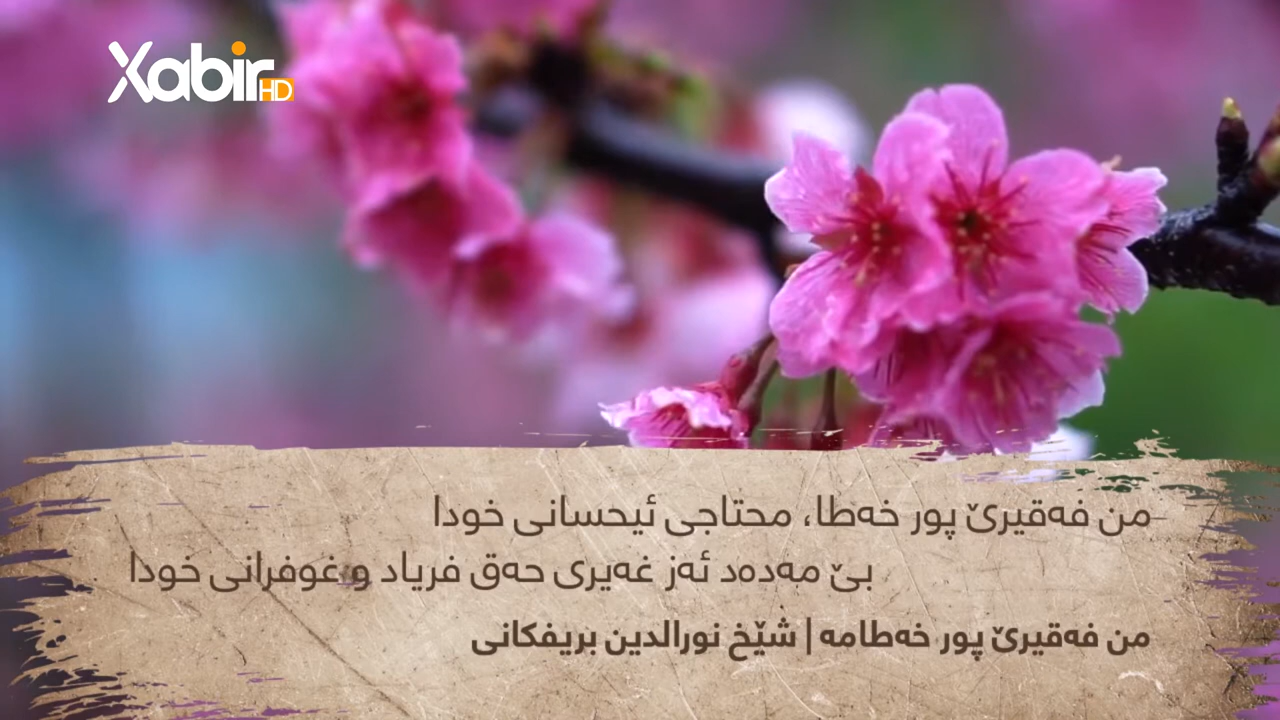 Xabir HD
من فەقیرێ پور خەطا، محتاجی ئیحسانی خودا
بێ مەدەد ئەز غەیری حەق فریاد و غوفرانی خودا
من فەقیرێ پور خەطامە | شێخ نورالدین بریفکانی